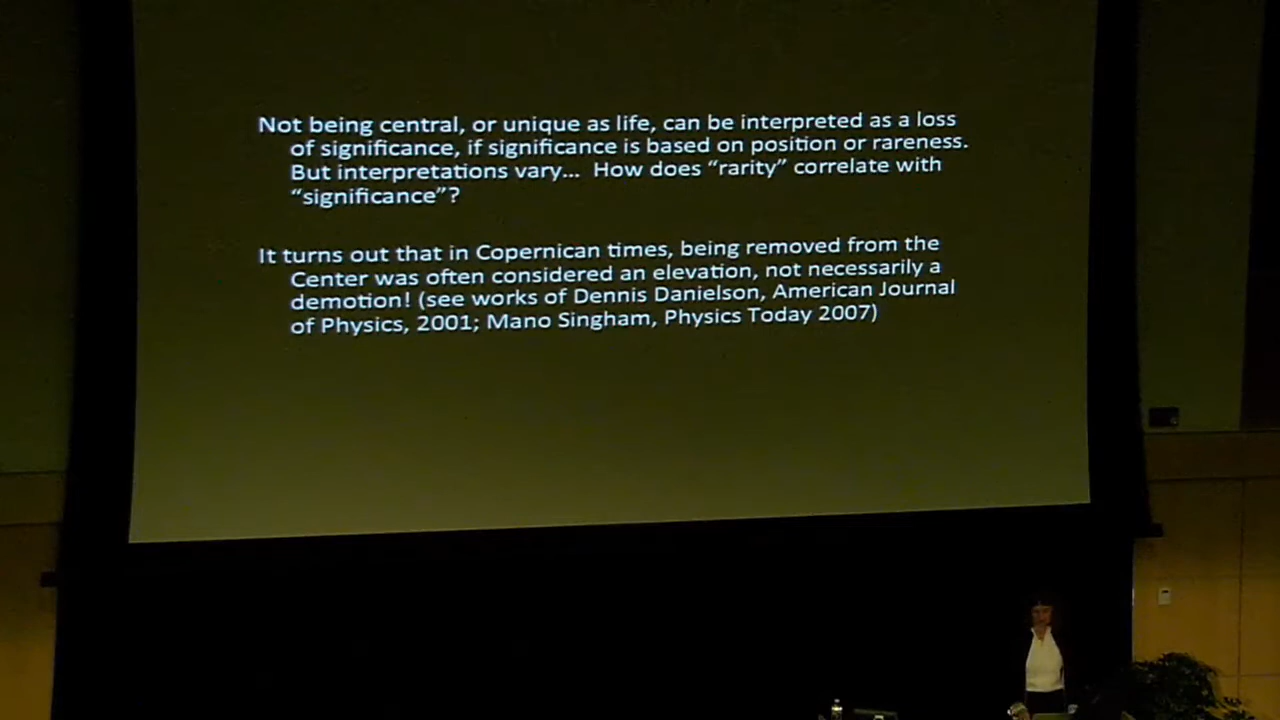 Not being central, or unique as life, can be interpreted as a loss
of significance, if significance is based on position or rareness.
But interpretations vary... How does “rarity” correlate with
“significance”?
It turns out that in Copernican times, being removed from the
Center was often considered an elevation, not necessarily a
demotion! (see works of Dennis Danielson, American Journal
of Physics, 2001; Mano Singham, Physics Today 2007)